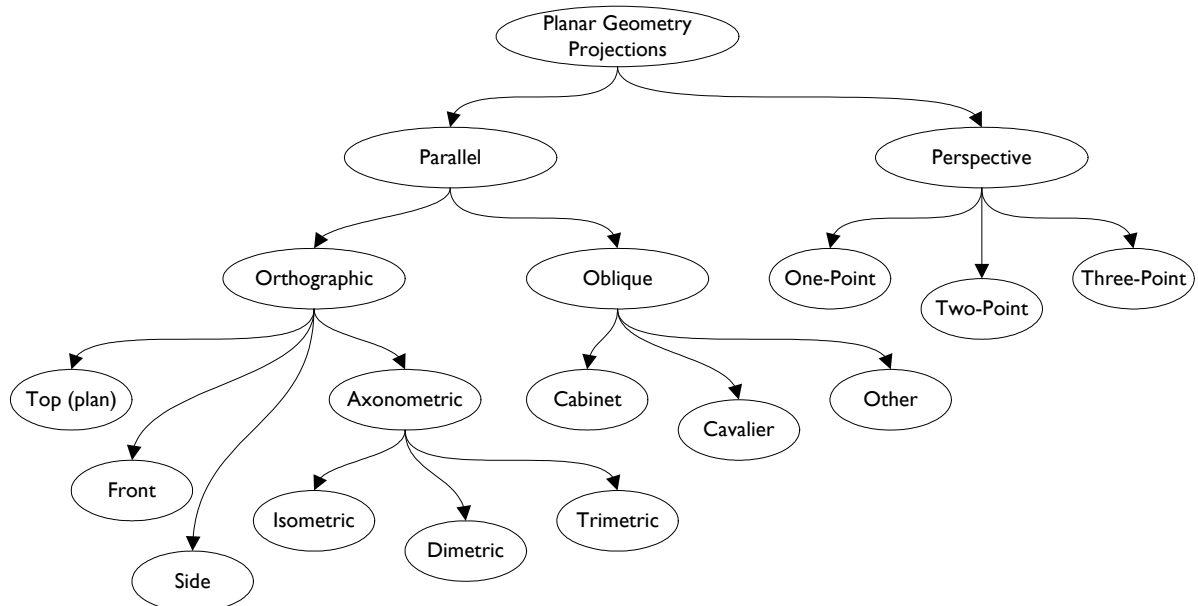 Planar Geometry
Projections
Parallel
Perspective
Orthographic
Oblique
One-Point
Two-Point
Three-Point
Top (plan)
Front
Side
Axonometric
Cabinet
Cavalier
Other
Isometric
Dimetric
Trimetric